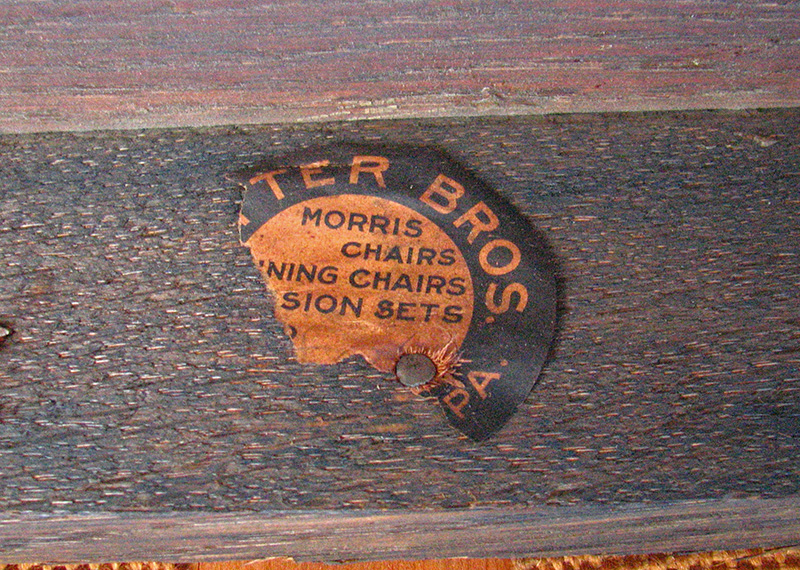 TER BROS.
MORRIS
CHAIRS
NING CHAIRS
SION SETS
PA.